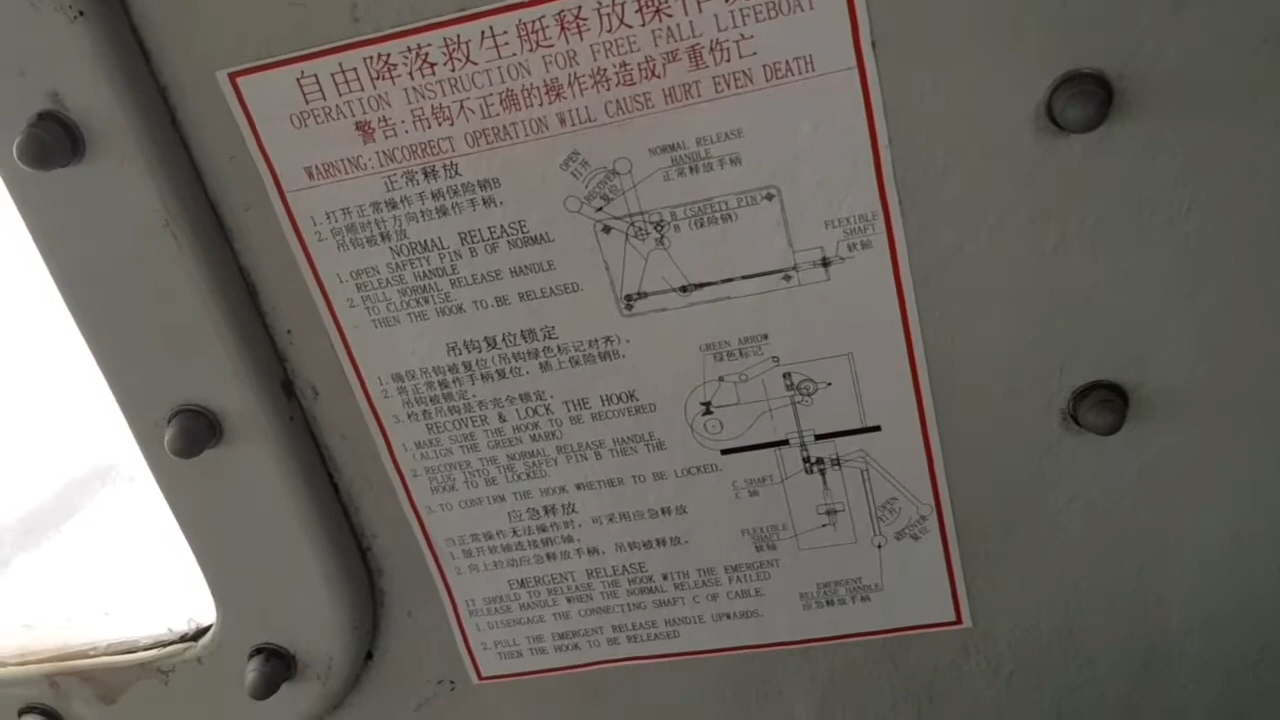 自由降落救生艇释放操作
OPERATION INSTRUCTION FOR FREE FALL LIFEBOAT
警告:吊钩不正确的操作将造成严重伤亡
WARNING:INCORRECT OPERATION WILL CAUSE HURT EVEN DEATH
正常释放
1.打开正常操作手柄保险销B
2.向顺时针方向拉操作手柄,
吊钩被释放
NORMAL RELEASE
1.OPEN SAFETY PIN B OF NORMAL
RELEASE HANDLE
2.PULL NORMAL RELEASE HANDLE
TO CLOCKWISE.
THEN THE HOOK TO.BE RELEASED.
OPEN
打开
RECOVER
复位
NORMAL RELEASE
HANDLE
正常释放手柄
B (SAFETY PIN)
B (保险销)
FLEXIBLE
SHAFT
软轴
吊钩复位锁定
1.确保吊钩被复位(吊钩绿色标记对齐)。
2.将正常操作手柄复位,插上保险销B,
吊钩被锁定。
3.检查吊钩是否完全锁定。
RECOVER & LOCK THE HOOK
1.MAKE SURE THE HOOK TO BE RECOVERED
(ALIGN THE GREEN MARK)
2.RECOVER THE NORMAL RELEASE HANDLE,
PLUG INTO THE SAFEY PIN B THEN THE
HOOK TO BE LOCKED.
3.TO CONFIRM THE HOOK WHETHER TO BE LOCKED.
GREEN ARROW
绿色标记
C SHAFT
C 轴
FLEXIBLE
SHAFT
软轴
OPEN
打开
RECOVER
复位
EMERGENT
RELEASE HANDLE
应急释放手柄
应急释放
当正常操作无法操作时,可采用应急释放
1.脱开软轴连接销C轴。
2.向上拉动应急释放手柄,吊钩被释放。
EMERGENT RELEASE
IT SHOULD TO RELEASE THE HOOK WITH THE EMERGENT
RELEASE HANDLE WHEN THE NORMAL RELEASE FAILED
1.DISENGAGE THE CONNECTING SHAFT C OF CABLE.
2.PULL THE EMERGENT RELEASE HANDIE UPWARDS.
THEN THE HOOK TO BE RELEASED